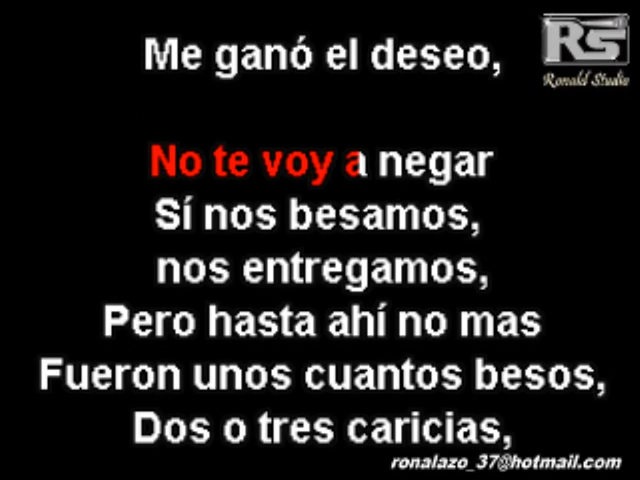 Me ganó el deseo,
RS
Ronald Studio
No te voy a negar
Sí nos besamos,
nos entregamos,
Pero hasta ahí no mas
Fueron unos cuantos besos,
Dos o tres caricias,
ronalazo_37@hotmail.com